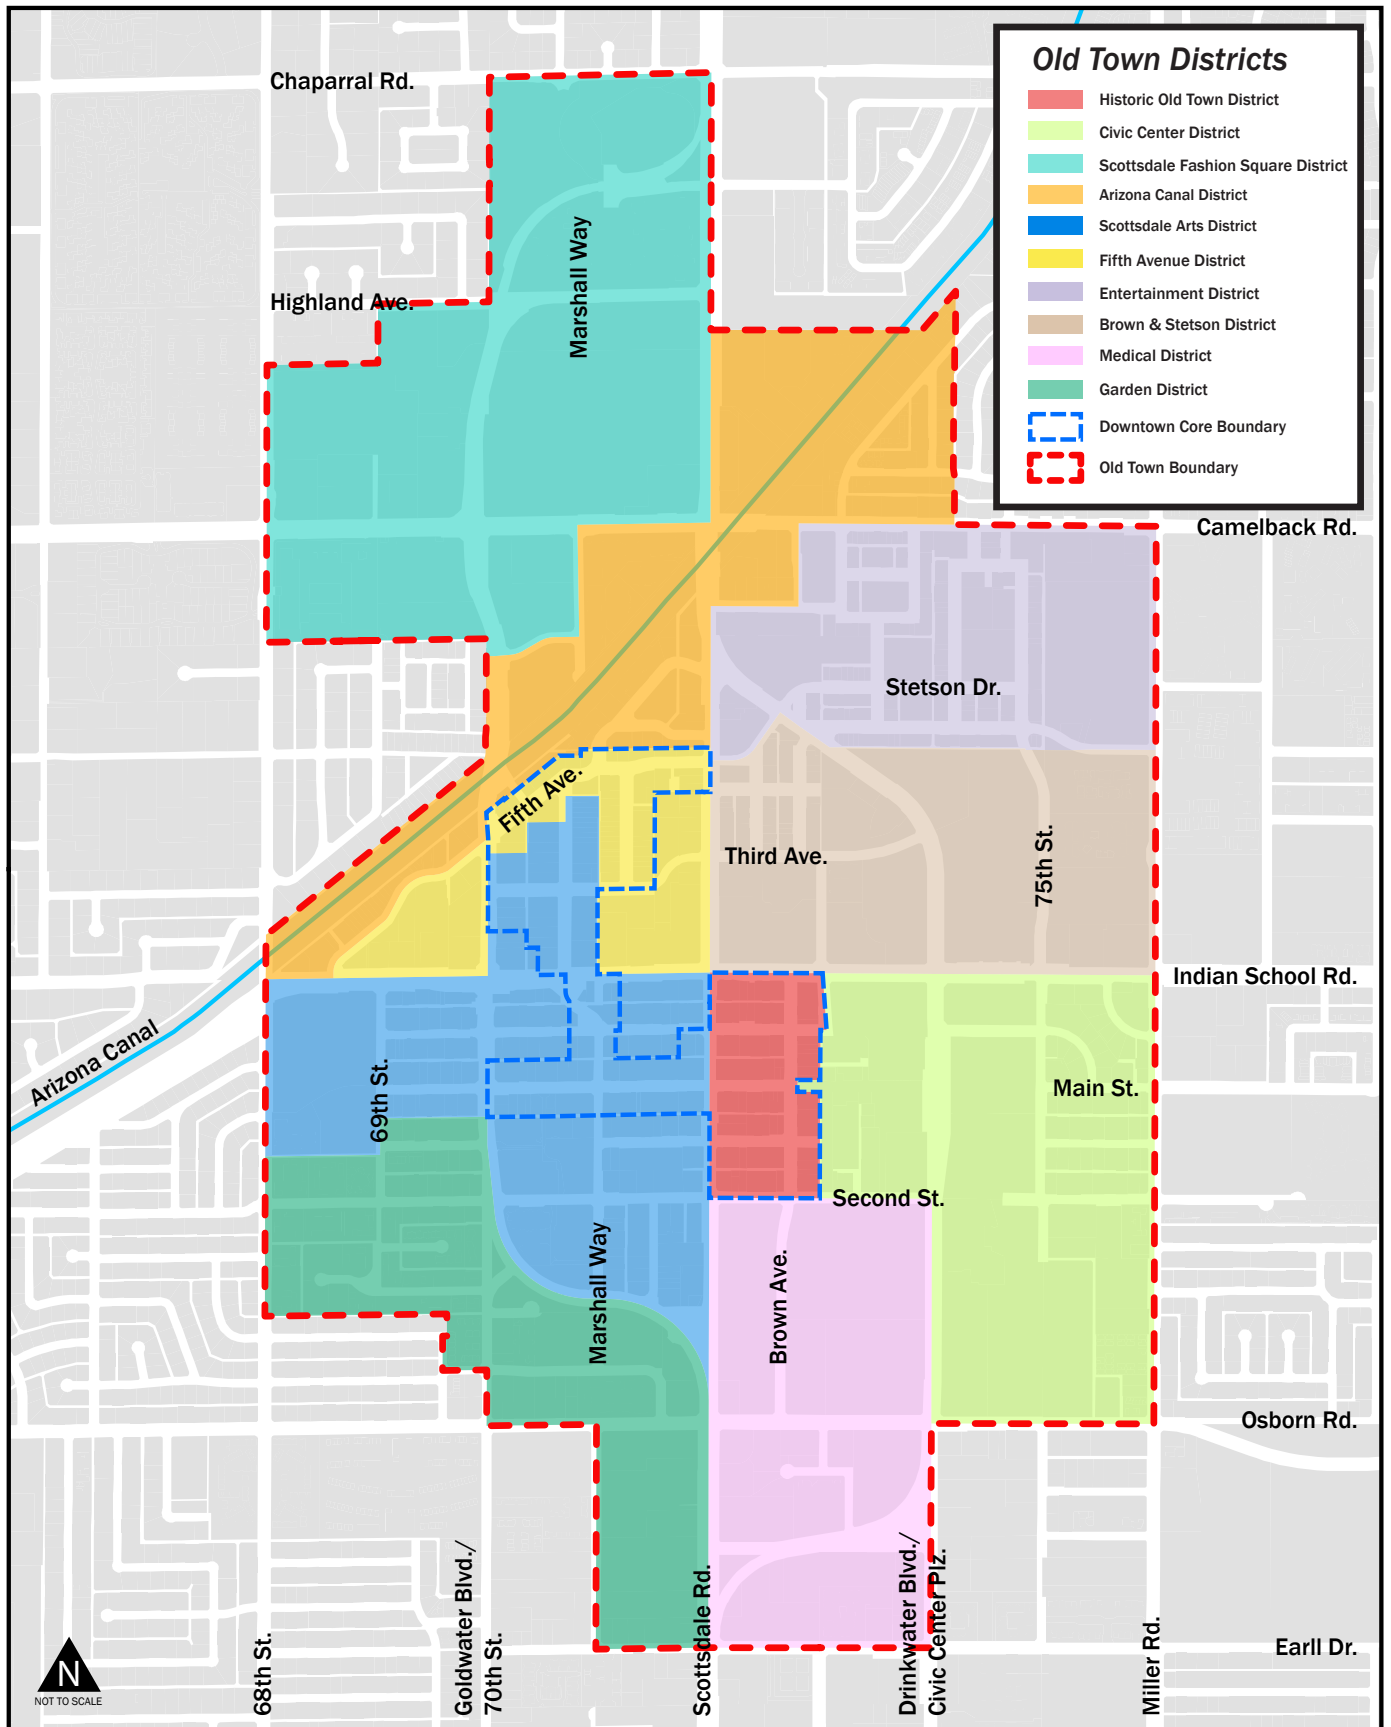 Old Town Districts
Historic Old Town District
Civic Center District
Scottsdale Fashion Square District
Arizona Canal District
Scottsdale Arts District
Fifth Avenue District
Entertainment District
Brown & Stetson District
Medical District
Garden District
Downtown Core Boundary
Old Town Boundary
Chaparral Rd.
Marshall Way
Highland Ave.
Camelback Rd.
Stetson Dr.
Fifth Ave.
Third Ave.
75th St.
Indian School Rd.
Arizona Canal
69th St.
Main St.
Second St.
Marshall Way
Brown Ave.
Osborn Rd.
68th St.
Goldwater Blvd./
70th St.
Scottsdale Rd.
Drinkwater Blvd./
Civic Center Plz.
Miller Rd.
Earll Dr.
N
NOT TO SCALE